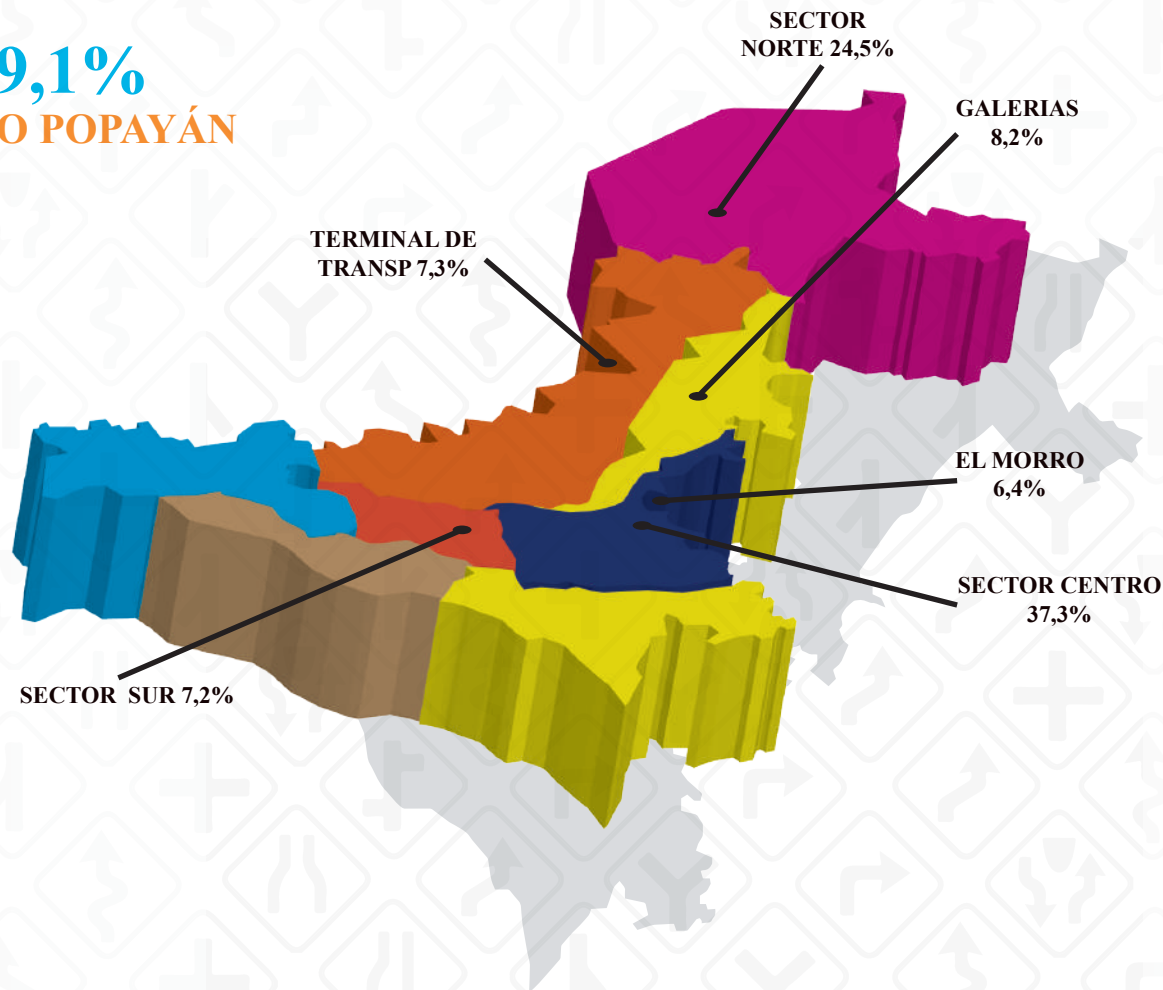 9,1%
O POPAYÁN
SECTOR
NORTE 24,5%
GALERIAS
8,2%
TERMINAL DE
TRANSP 7,3%
EL MORRO
6,4%
SECTOR CENTRO
37,3%
SECTOR SUR 7,2%